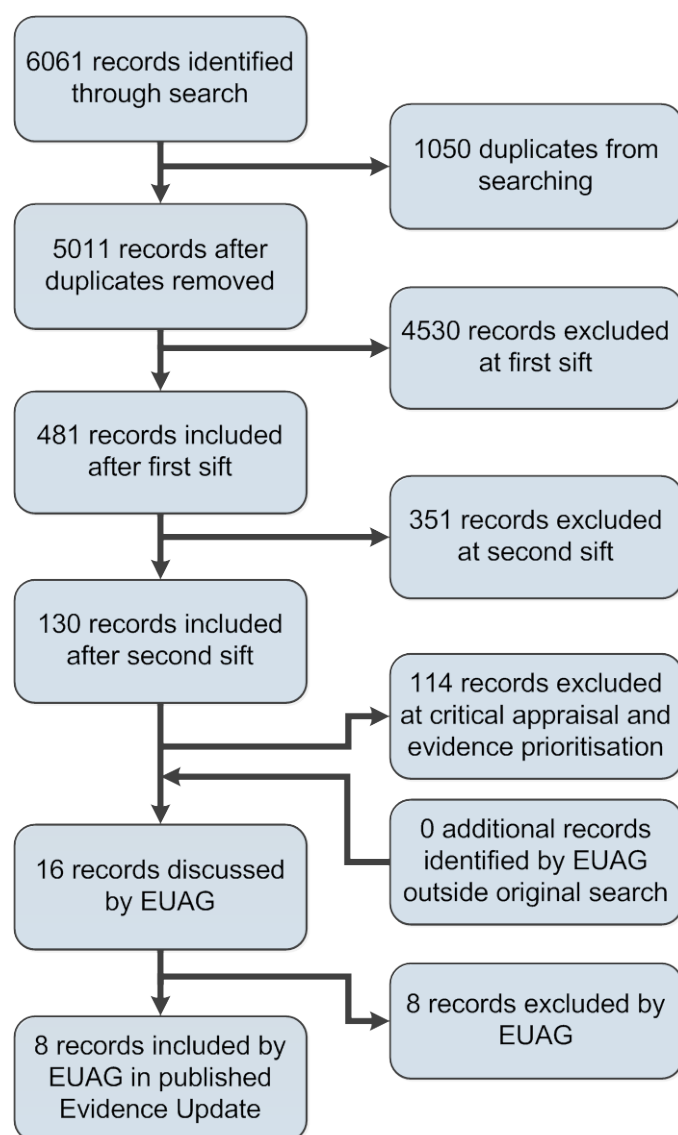 6061 records identified
through search
1050 duplicates from
searching
5011 records after
duplicates removed
4530 records excluded
at first sift
481 records included
after first sift
351 records excluded
at second sift
130 records included
after second sift
114 records excluded
at critical appraisal and
evidence prioritisation
0 additional records
identified by EUAG
outside original search
16 records discussed
by EUAG
8 records excluded by
EUAG
8 records included by
EUAG in published
Evidence Update